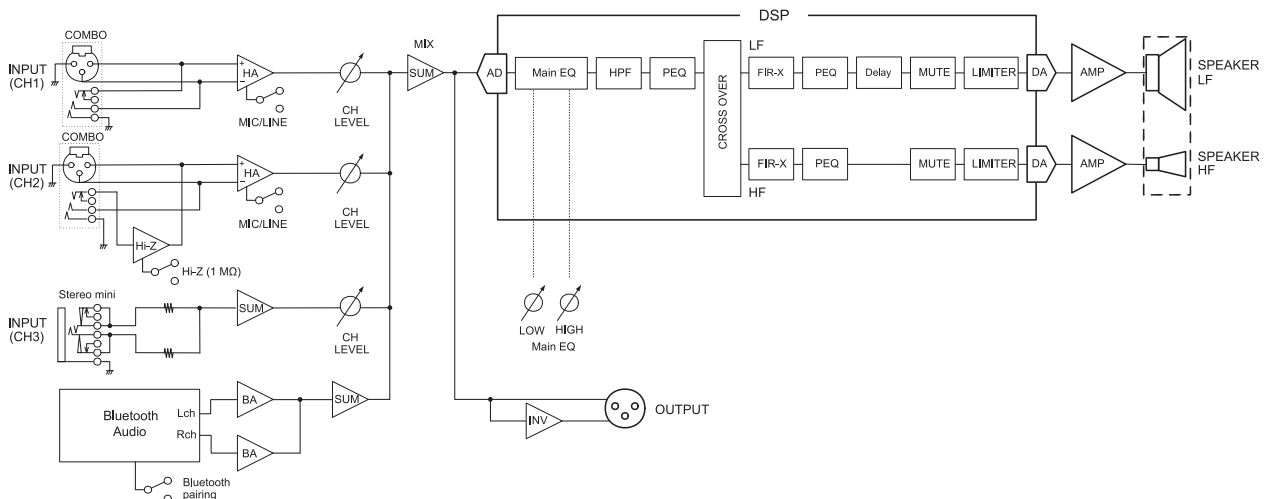 DSP
COMBO
INPUT
(CH1)
HA
MIC/LINE
CH
LEVEL
MIX
SUM
AD
Main EQ
HPF
PEQ
CROSS OVER
LF
FIR-X
PEQ
Delay
MUTE
LIMITER
DA
AMP
SPEAKER
LF
COMBO
INPUT
(CH2)
HA
MIC/LINE
CH
LEVEL
Hi-Z
Hi-Z (1 MΩ)
FIR-X
PEQ
MUTE
LIMITER
DA
AMP
SPEAKER
HF
HF
Stereo mini
INPUT
(CH3)
SUM
CH
LEVEL
LOW
HIGH
Main EQ
Bluetooth
Audio
Lch
Rch
BA
BA
SUM
INV
OUTPUT
Bluetooth
pairing